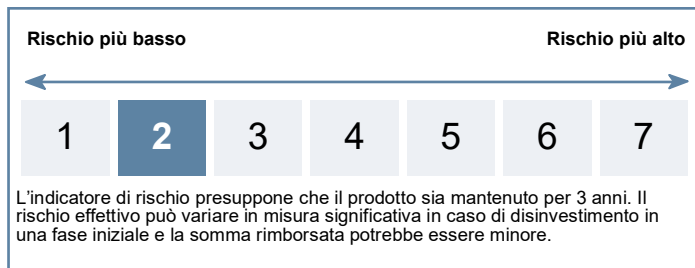 Rischio più basso Rischio più alto
1 2 3 4 5 6 7
L'indicatore di rischio presuppone che il prodotto sia mantenuto per 3 anni. Il
rischio effettivo può variare in misura significativa in caso di disinvestimento in
una fase iniziale e la somma rimborsata potrebbe essere minore.